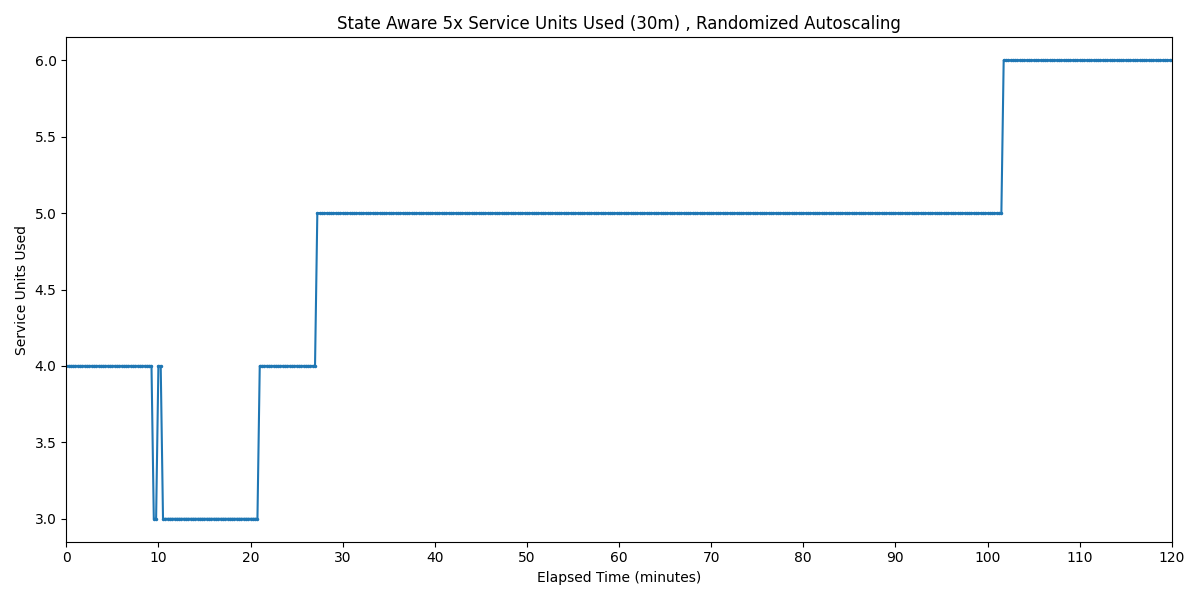 State Aware 5x Service Units Used (30m) , Randomized Autoscaling
6.0
5.5
5.0
4.5
4.0
3.5
3.0
Service Units Used
0 10 20 30 40 50 60 70 80 90 100 110 120
Elapsed Time (minutes)